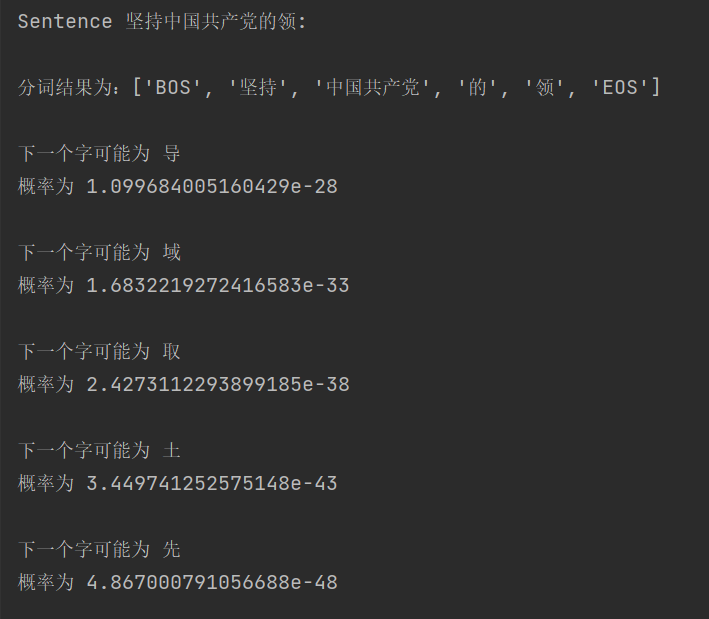 Sentence 坚持中国共产党的领:
分词结果为: ['BOS', '坚持', '中国共产党', '的', '领', 'EOS']
下一个字可能为 导
概率为 1.099684005160429e-28
下一个字可能为 域
概率为 1.6832219272416583e-33
下一个字可能为 取
概率为 2.4273112293899185e-38
下一个字可能为 土
概率为 3.449741252575148e-43
下一个字可能为 先
概率为 4.867000791056688e-48